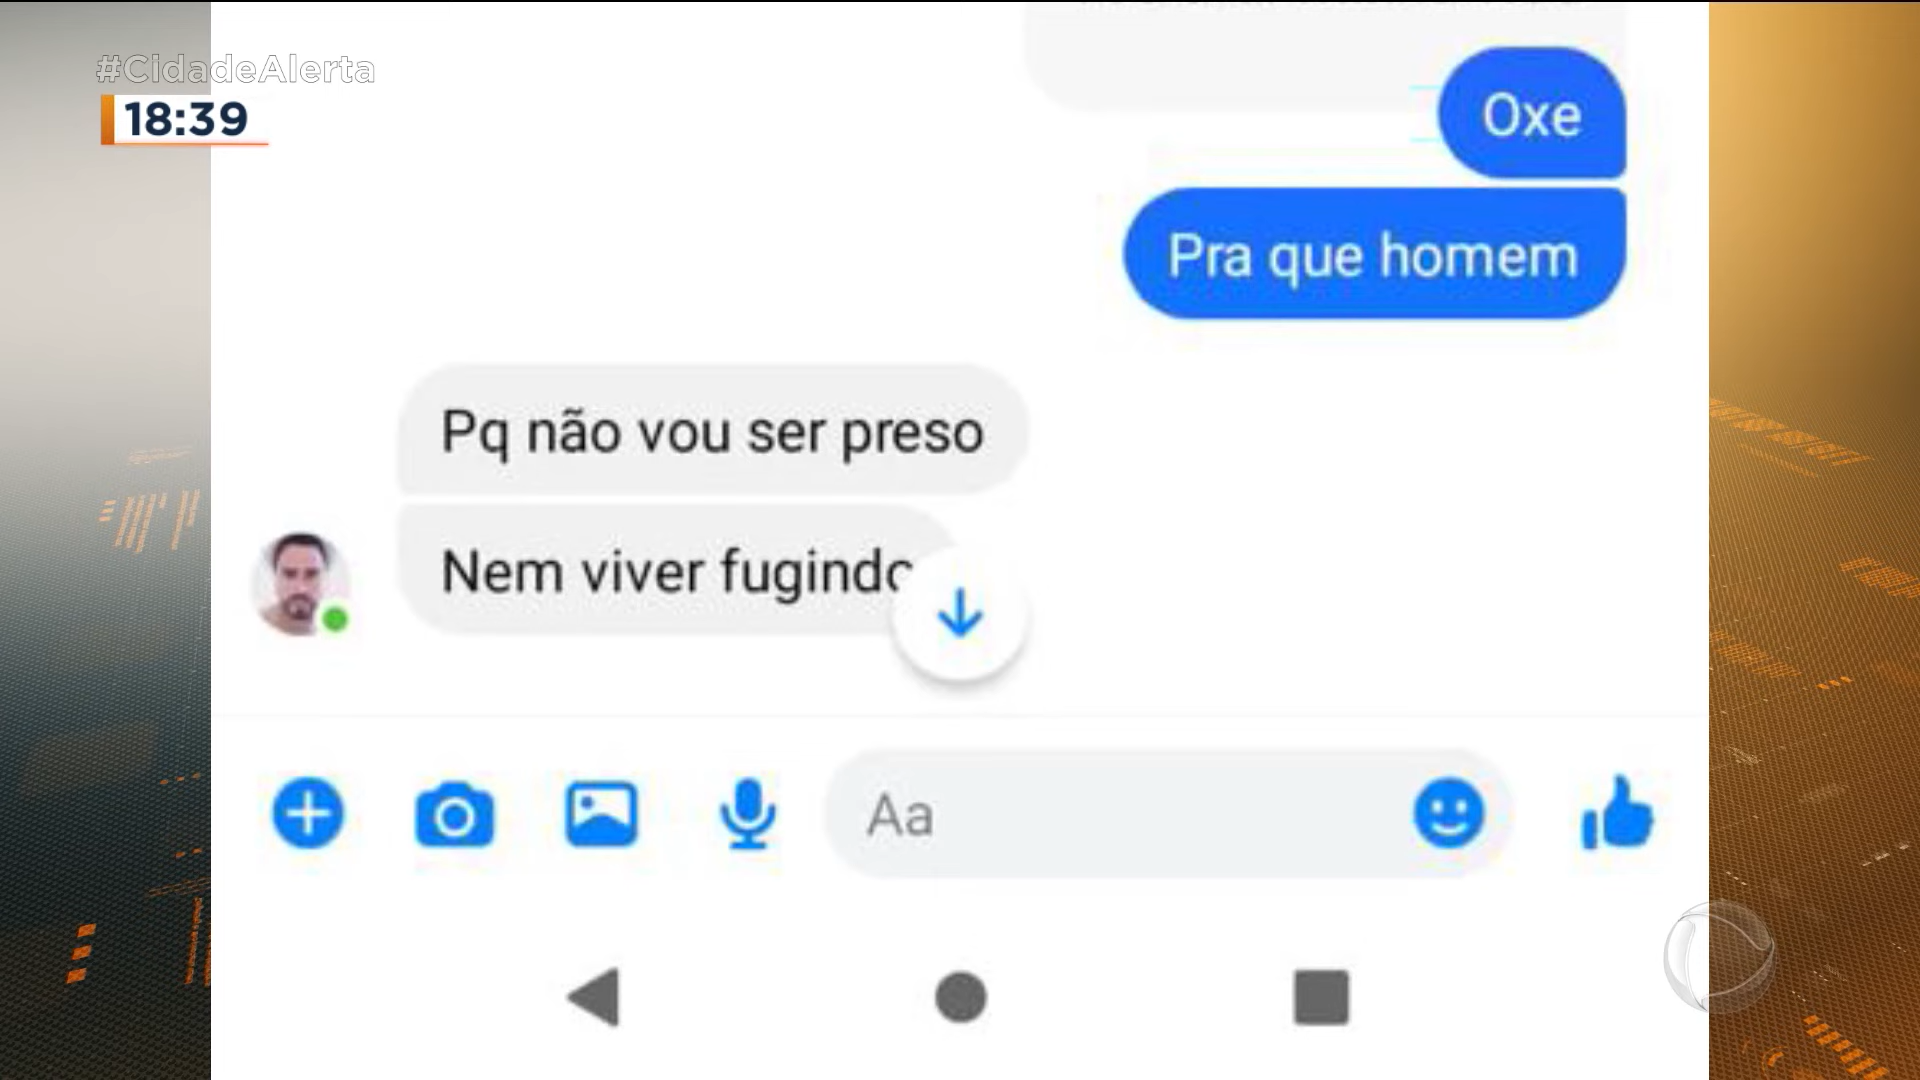 #CidadeAlerta
18:39
Oxe
Pra que homem
Pq não vou ser preso
Nem viver fugindo
Aa